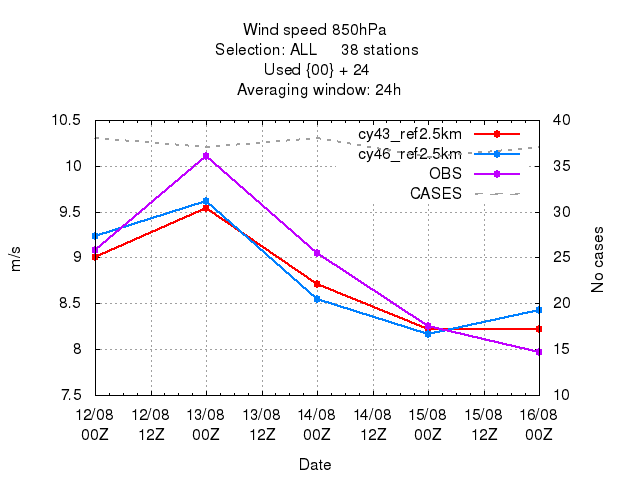 Wind speed 850hPa
Selection: ALL 38 stations
Used {00} + 24
Averaging window: 24h
10.5
10
9.5
9
8.5
8
7.5
m/s
40
35
30
25
20
15
10
No cases
cy43_ref2.5km
cy46_ref2.5km
OBS
CASES
12/08 12/08 13/08 13/08 14/08 14/08 15/08 15/08 16/08
00Z 12Z 00Z 12Z 00Z 12Z 00Z 12Z 00Z
Date